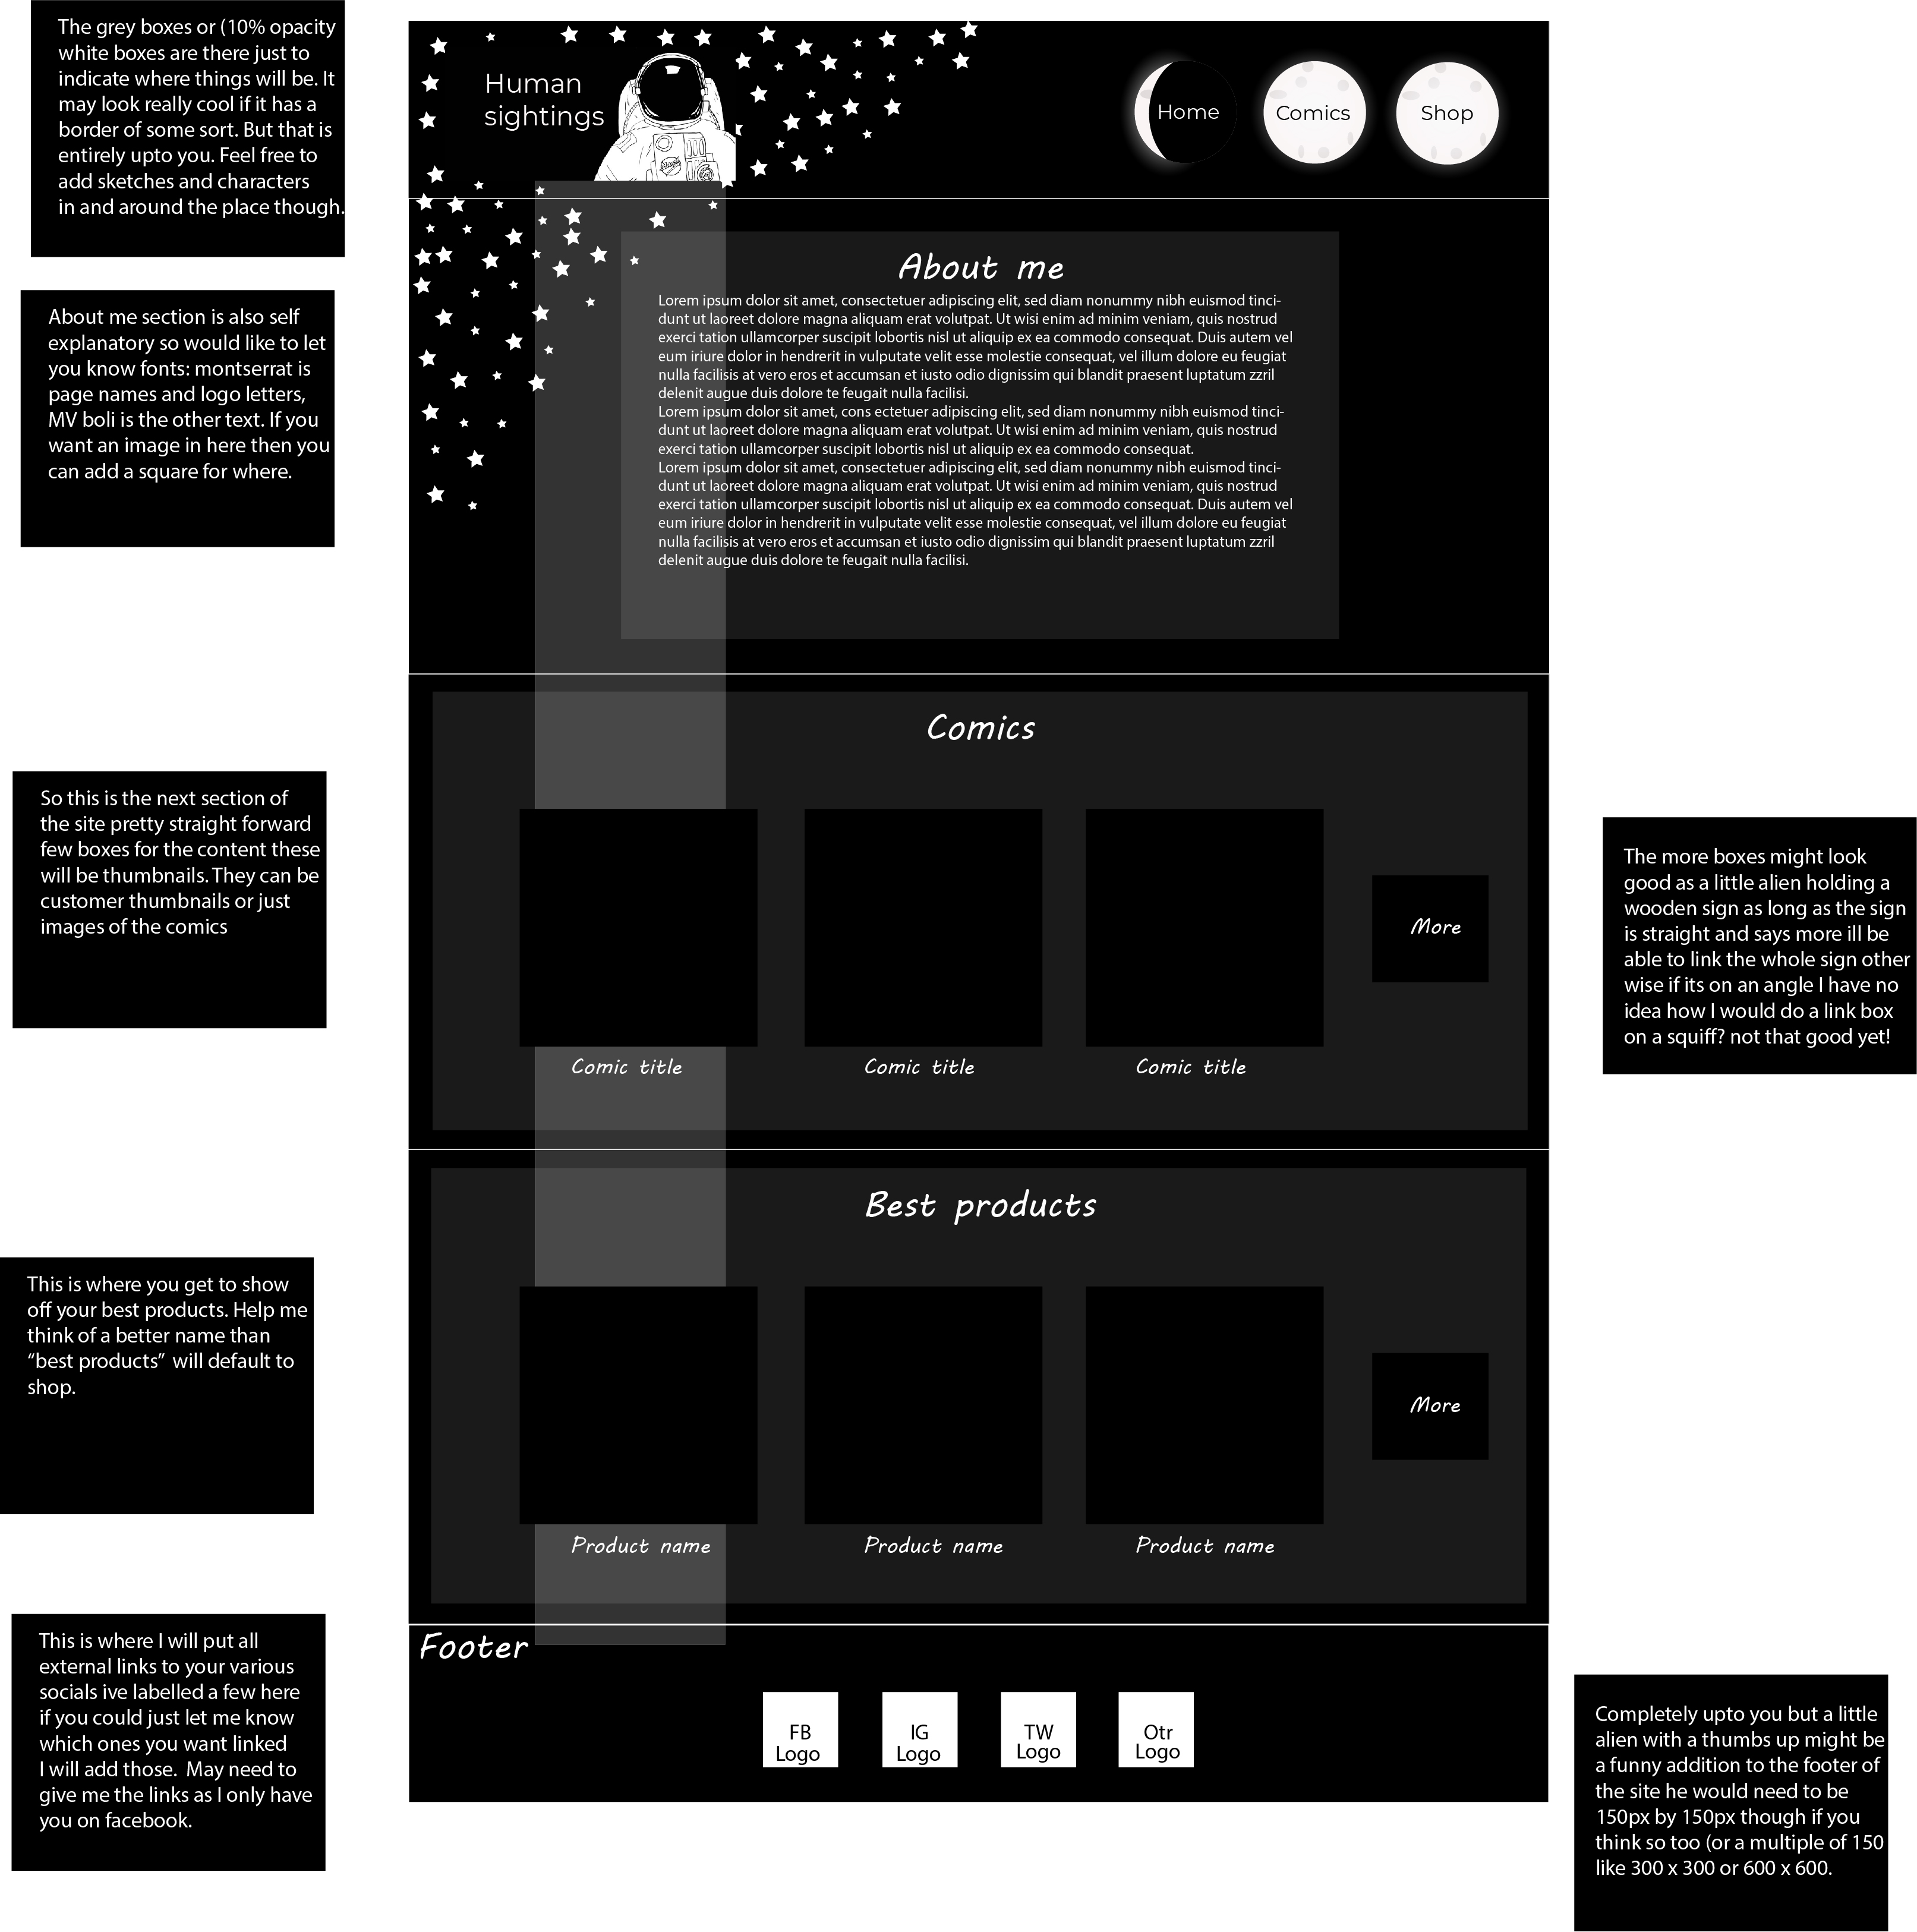 The grey boxes or (10% opacity
white boxes are there just to
indicate where things will be. It
may look really cool if it has a
border of some sort. But that is
entirely upto you. Feel free to
add sketches and characters
in and around the place though.
Human
sightings
Home
Comics
Shop
About me section is also self
explanatory so would like to let
you know fonts: montserrat is
page names and logo letters,
MV boli is the other text. If you
want an image in here then you
can add a square for where.
About me
Lorem ipsum dolor sit amet, consectetuer adipiscing elit, sed diam nonummy nibh euismod tinci-
dunt ut laoreet dolore magna aliquam erat volutpat. Ut wisi enim ad minim veniam, quis nostrud
exerci tation ullamcorper suscipit lobortis nisl ut aliquip ex ea commodo consequat. Duis autem vel
eum iriure dolor in hendrerit in vulputate velit esse molestie consequat, vel illum dolore eu feugiat
nulla facilisis at vero eros et accumsan et iusto odio dignissim qui blandit praesent luptatum zzril
delenit augue duis dolore te feugait nulla facilisi.
Lorem ipsum dolor sit amet, cons ectetuer adipiscing elit, sed diam nonummy nibh euismod tinci-
dunt ut laoreet dolore magna aliquam erat volutpat. Ut wisi enim ad minim veniam, quis nostrud
exerci tation ullamcorper suscipit lobortis nisl ut aliquip ex ea commodo consequat.
Lorem ipsum dolor sit amet, consectetuer adipiscing elit, sed diam nonummy nibh euismod tinci-
dunt ut laoreet dolore magna aliquam erat volutpat. Ut wisi enim ad minim veniam, quis nostrud
exerci tation ullamcorper suscipit lobortis nisl ut aliquip ex ea commodo consequat. Duis autem vel
eum iriure dolor in hendrerit in vulputate velit esse molestie consequat, vel illum dolore eu feugiat
nulla facilisis at vero eros et accumsan et iusto odio dignissim qui blandit praesent luptatum zzril
delenit augue duis dolore te feugait nulla facilisi.
So this is the next section of
the site pretty straight forward
few boxes for the content these
will be thumbnails. They can be
customer thumbnails or just
images of the comics
Comics
More
Comic title
Comic title
Comic title
The more boxes might look
good as a little alien holding a
wooden sign as long as the sign
is straight and says more ill be
able to link the whole sign other
wise if its on an angle I have no
idea how I would do a link box
on a squiff? not that good yet!
This is where you get to show
off your best products. Help me
think of a better name than
“best products”  will default to
shop.
Best products
More
Product name
Product name
Product name
This is where I will put all
external links to your various
socials ive labelled a few here
if you could just let me know
which ones you want linked
I will add those.  May need to
give me the links as I only have
you on facebook.
Footer
FB
Logo
IG
Logo
TW
Logo
Otr
Logo
Completely upto you but a little
alien with a thumbs up might be
a funny addition to the footer of
the site he would need to be
150px by 150px though if you
think so too (or a multiple of 150
like 300 x 300 or 600 x 600.